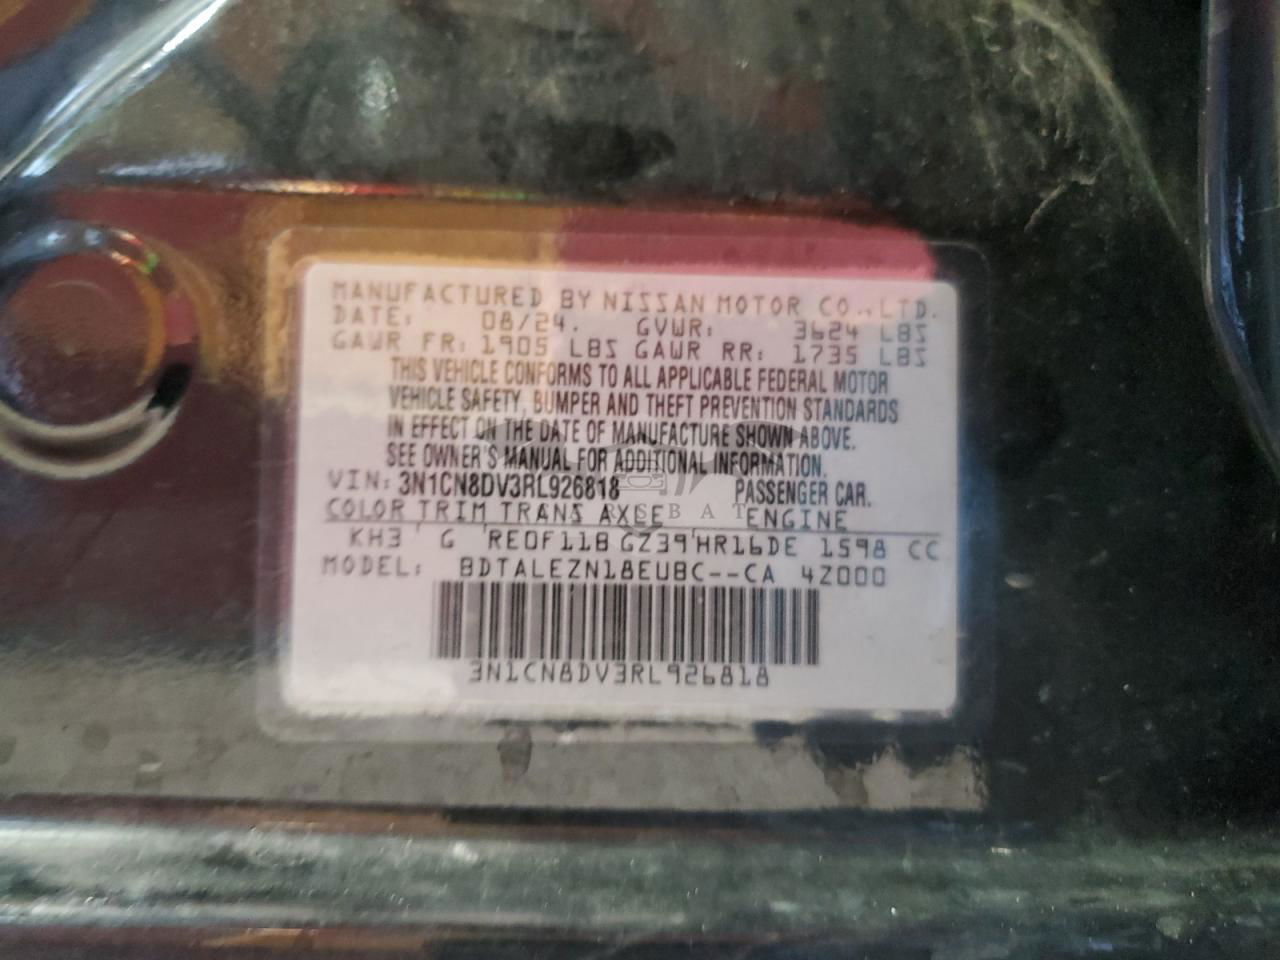 MANUFACTURED BY NISSAN MOTOR CO.,LTD.
DATE: 08/24. GVWR: 3624 LBS
GAWR FR: 1905 LBS GAWR RR: 1735 LBS
THIS VEHICLE CONFORMS TO ALL APPLICABLE FEDERAL MOTOR
VEHICLE SAFETY, BUMPER AND THEFT PREVENTION STANDARDS
IN EFFECT ON THE DATE OF MANUFACTURE SHOWN ABOVE.
SEE OWNER'S MANUAL FOR ADDITIONAL INFORMATION.
VIN: 3N1CN8DV3RL926818 PASSENGER CAR.
COLOR TRIM TRANS AXLE ENGINE
KH3 G RE0F11B GZ39 HR16DE 1598 CC
MODEL: BDTALEZN18EUBC--CA 4Z000
3N1CN8DV3RL926818